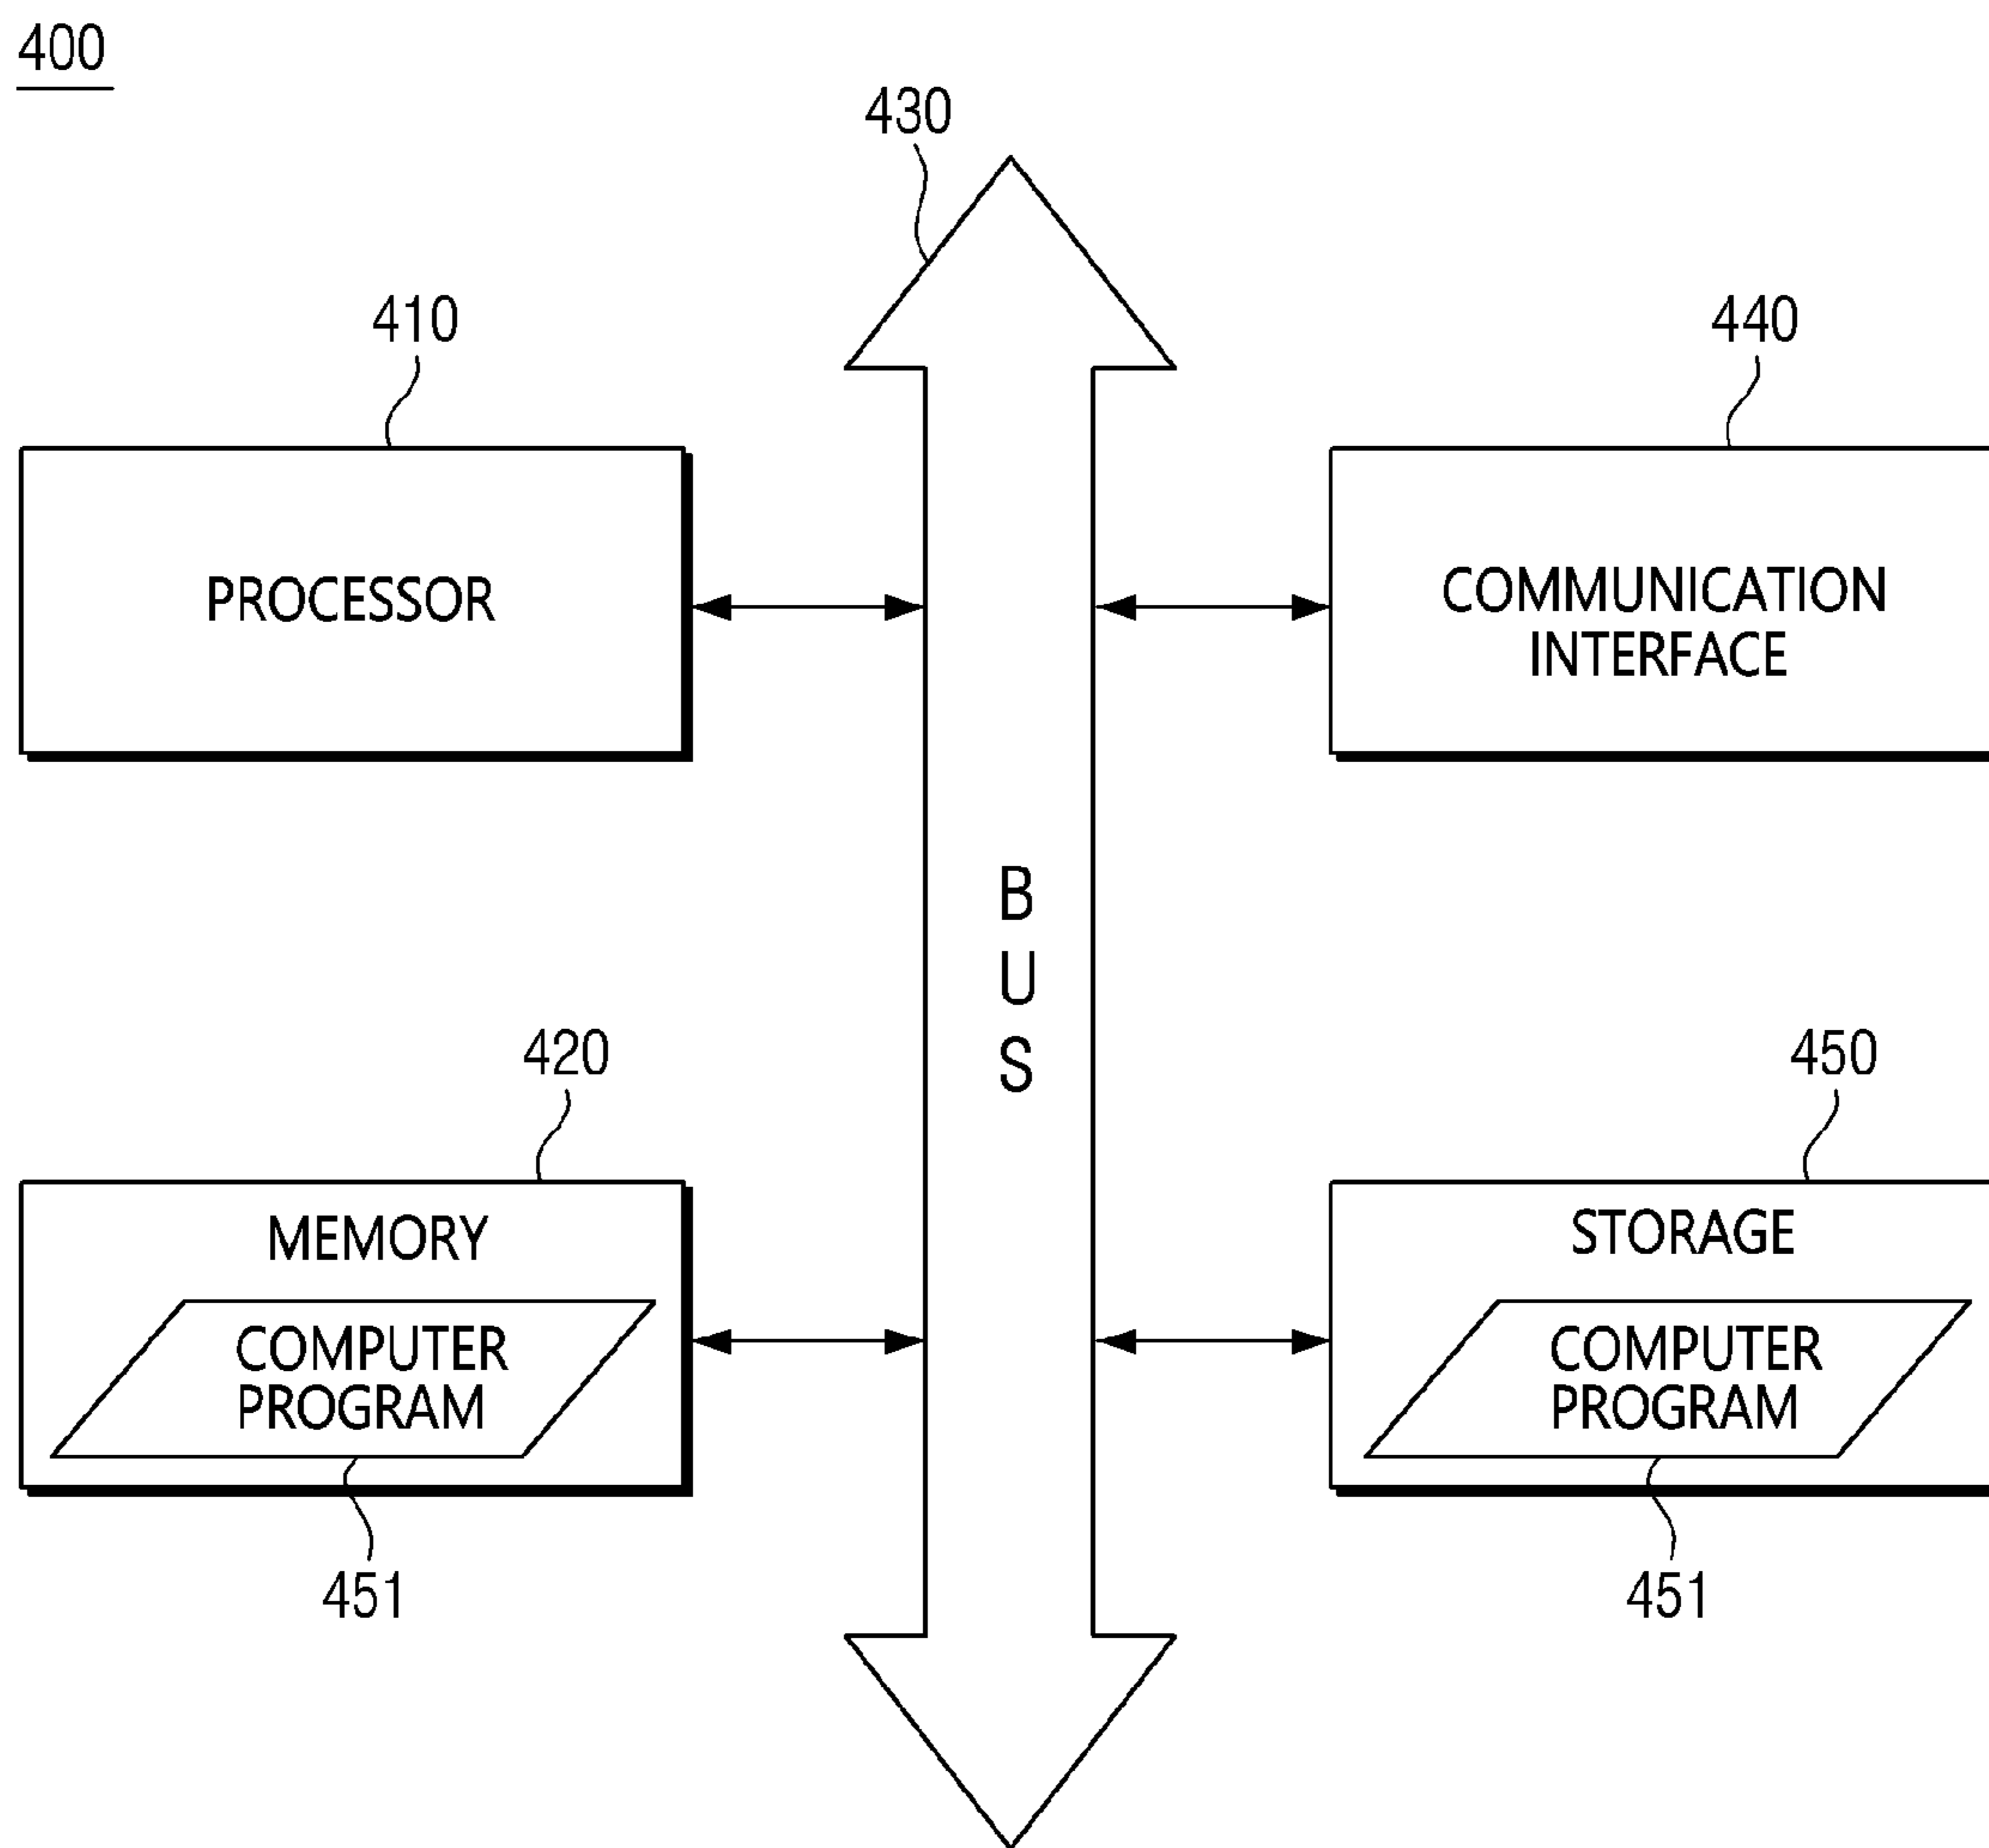 400
430
410
440
PROCESSOR
COMMUNICATION
INTERFACE
B
U
S
420
450
MEMORY
COMPUTER
PROGRAM
STORAGE
COMPUTER
PROGRAM
451
451